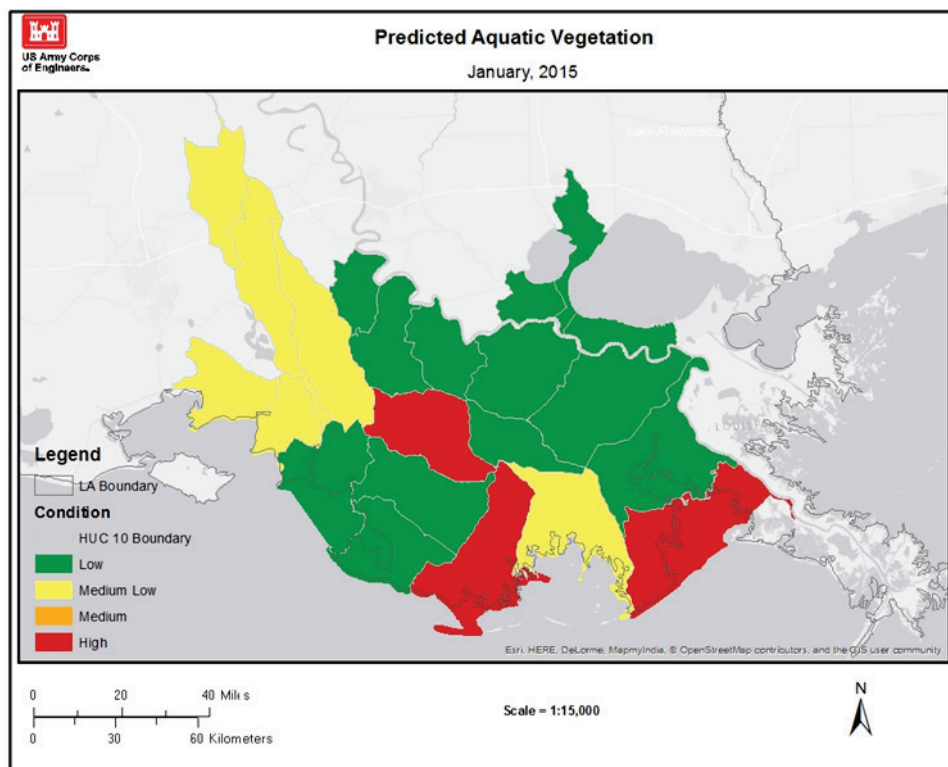 US Army Corps
of Engineers.
Predicted Aquatic Vegetation
January, 2015
Lake Pontchartrain
Legend
LA Boundary
Condition
HUC 10 Boundary
Low
Medium Low
Medium
High
Esri, HERE, DeLorme, MapmyIndia, © OpenStreetMap contributors, and the GIS user community
0 20 40 Miles
0 30 60 Kilometers
Scale = 1:15,000
N